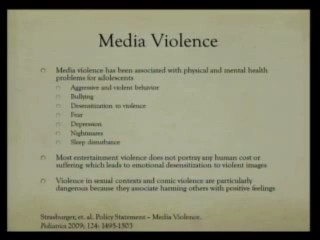 Media Violence
Media violence has been associated with physical and mental health
problems for adolescents
Aggressive and violent behavior
Bullying
Desensitization to violence
Fear
Depression
Nightmares
Sleep disturbance
Most entertainment violence does not portray any human cost or
suffering which leads to emotional desensitization to violent images
Violence in sexual contexts and comic violence are particularly
dangerous because they associate harming others with positive feelings
Strasburger, et. al. Policy Statement – Media Violence.
Pediatrics 2009; 124: 1495-1503